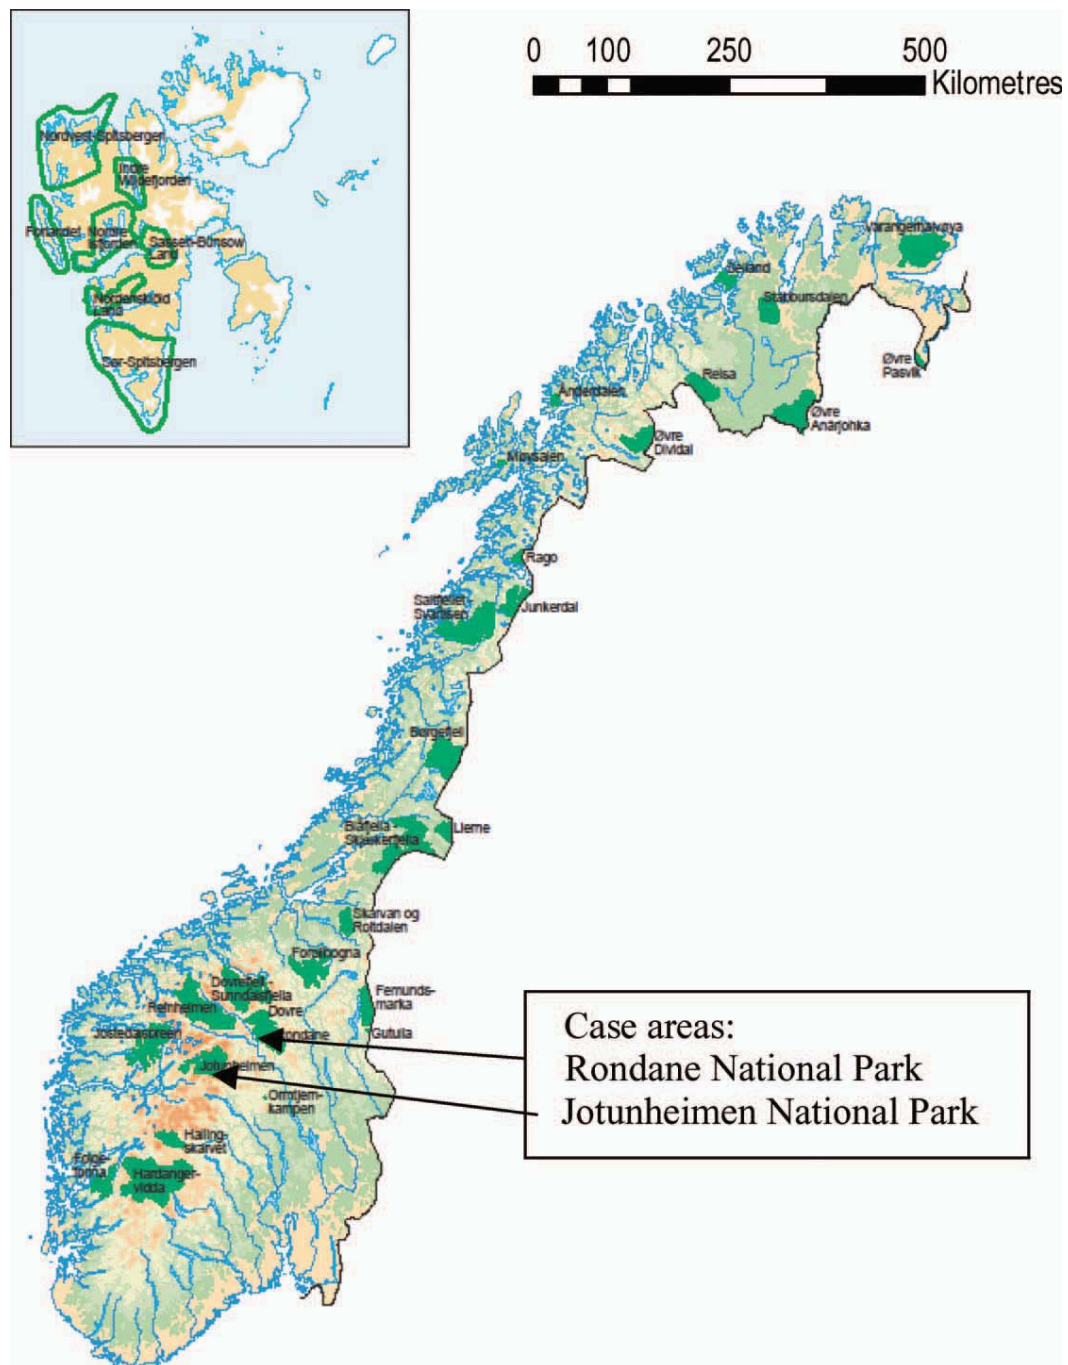 0 100 250 500
Kilometres
Nordvest-Spitsbergen
Indre
Wijdefjorden
Forlandet
Nordre
Isfjorden
Sassen-Bünsow
Land
Nordenskiöld
Land
Sør-Spitsbergen
Varangerhalvøya
Seiland
Stabbursdalen
Øvre
Pasvik
Reisa
Ånderdalen
Øvre
Anarjohka
Øvre
Dividal
Møysalen
Rago
Saltfjellet -
Svartisen
Junkerdal
Børgefjell
Blåfjella -
Skjækerfjella
Lierne
Skarvan og
Roltdalen
Forollhogna
Dovrefjell -
Sunndalsfjella
Femunds-
marka
Reinheimen
Dovre
Gutulia
Jostedalsbreen
Rondane
Jotunheimen
Ormtjern-
kampen
Halling-
skarvet
Folge-
fonna
Hardanger-
vidda
Case areas:
Rondane National Park
Jotunheimen National Park